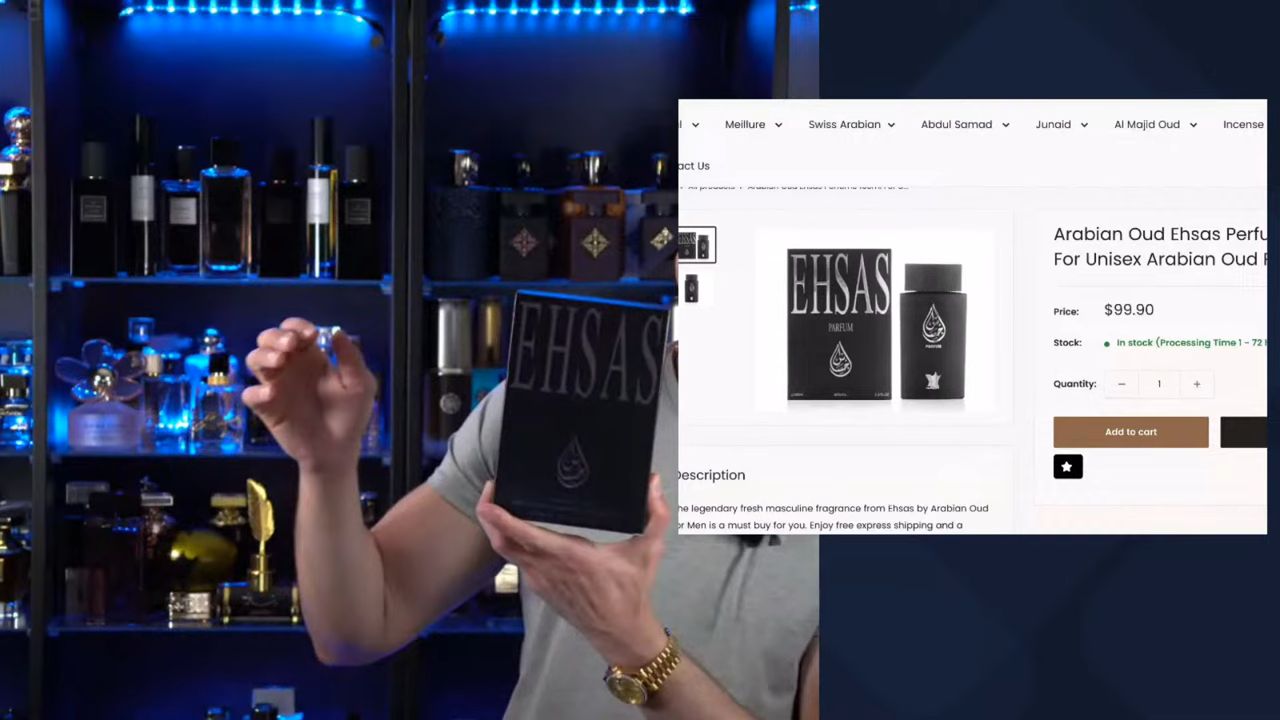 EHSAS
Meillure
Swiss Arabian
Abdul Samad
Junaid
Al Majid Oud
Incense
act Us
EHSAS
PARFUM
PARFUM
Arabian Oud Ehsas Perfu
For Unisex Arabian Oud
Price: $99.90
Stock: In stock (Processing Time 1 - 72
Quantity: − 1 +
Add to cart
Description
he legendary fresh masculine fragrance from Ehsas by Arabian Oud
or Men is a must buy for you. Enjoy free express shipping and a